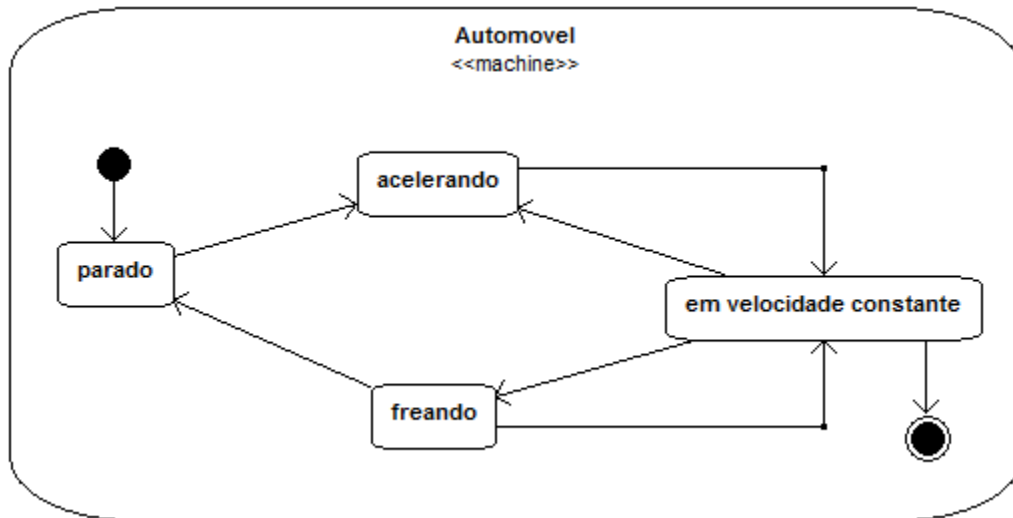 Automovel
<<machine>>
acelerando
parado
em velocidade constante
freando